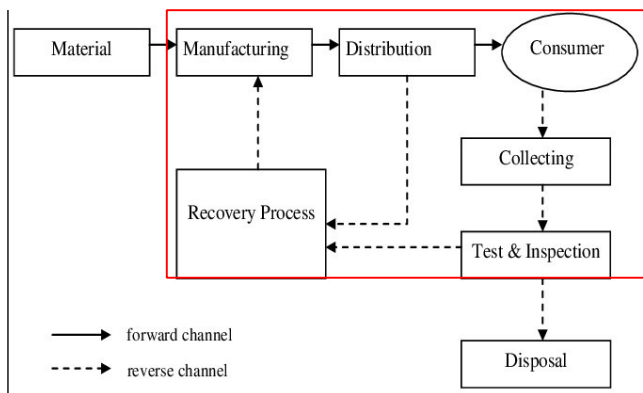 Material
Manufacturing
Distribution
Consumer
Collecting
Recovery Process
Test & Inspection
forward channel
reverse channel
Disposal